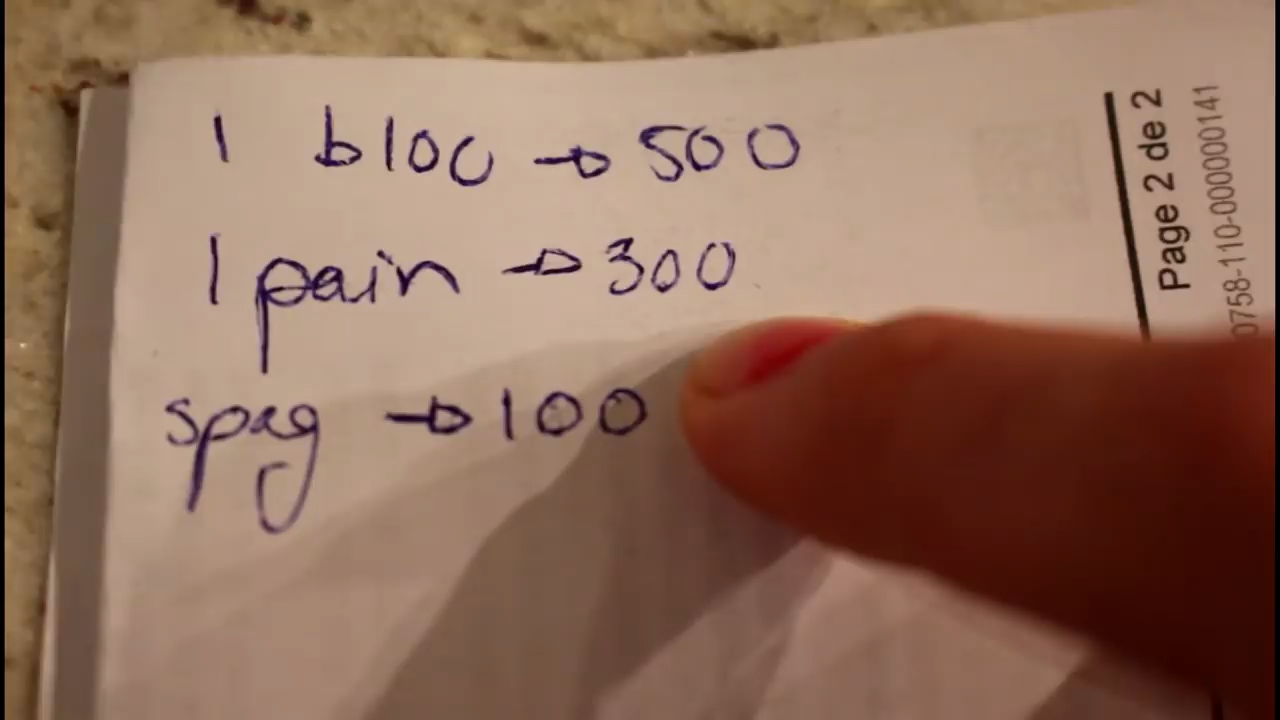 1 bloc → 500
1 pain → 300
spag → 100
Page 2 de 2
0758-110-000000141